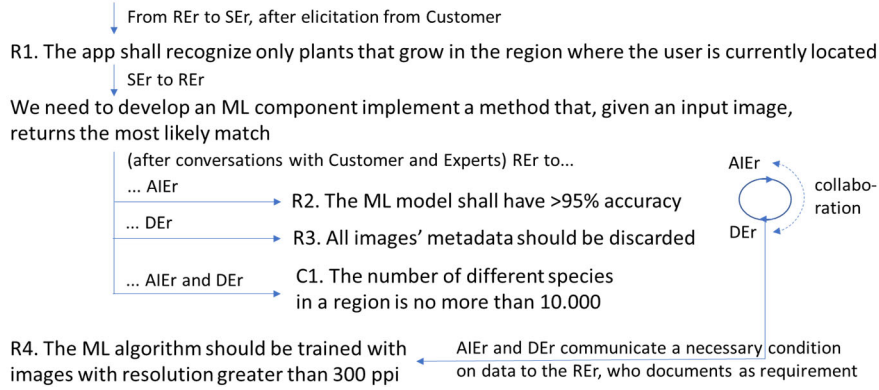 From REr to SEr, after elicitation from Customer
R1. The app shall recognize only plants that grow in the region where the user is currently located
SEr to REr
We need to develop an ML component implement a method that, given an input image,
returns the most likely match
(after conversations with Customer and Experts) REr to...
... AIEr
R2. The ML model shall have >95% accuracy
... DEr
R3. All images' metadata should be discarded
... AIEr and DEr
C1. The number of different species
in a region is no more than 10.000
AIEr
collabo-
ration
DEr
R4. The ML algorithm should be trained with
images with resolution greater than 300 ppi
AIEr and DEr communicate a necessary condition
on data to the REr, who documents as requirement